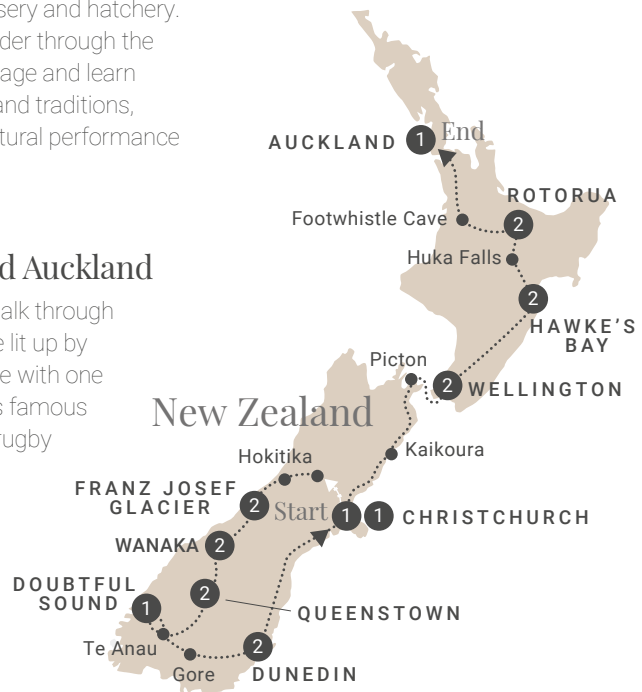 sery and hatchery.
der through the
age and learn
and traditions,
tural performance
d Auckland
alk through
e lit up by
e with one
s famous
rugby
AUCKLAND 1 End
ROTORUA
Footwhistle Cave 2
Huka Falls
2
HAWKE'S
BAY
Picton
2 WELLINGTON
New Zealand
Kaikoura
Hokitika
FRANZ JOSEF
GLACIER 2
Start 1 1 CHRISTCHURCH
WANAKA 2
DOUBTFUL
SOUND 1
2
QUEENSTOWN
Te Anau
2
Gore
DUNEDIN